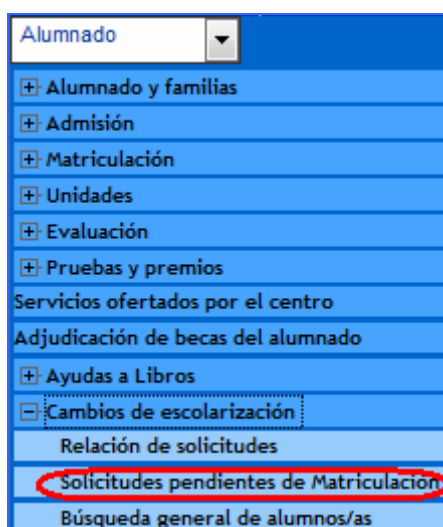 Alumnado
Alumnado y familias
Admisión
Matriculación
Unidades
Evaluación
Pruebas y premios
Servicios ofertados por el centro
Adjudicación de becas del alumnado
Ayudas a Libros
Cambios de escolarización
Relación de solicitudes
Solicitudes pendientes de Matriculación
Búsqueda general de alumnos/as